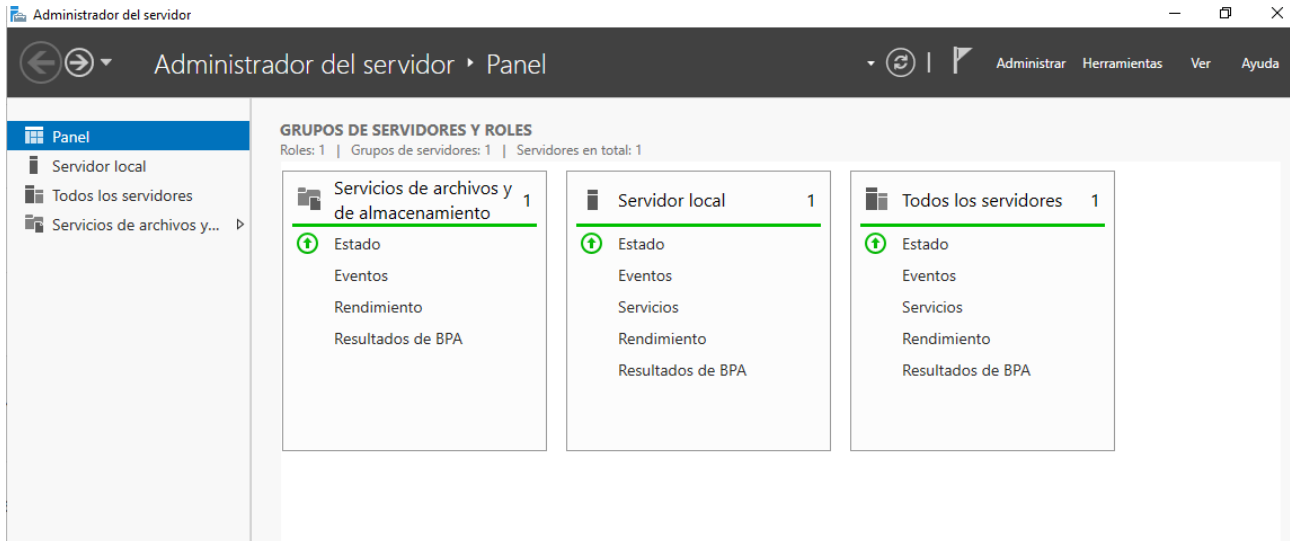 Administrador del servidor
Administrador del servidor ‣ Panel
Administrar Herramientas Ver Ayuda
Panel
Servidor local
Todos los servidores
Servicios de archivos y...
GRUPOS DE SERVIDORES Y ROLES
Roles: 1 | Grupos de servidores: 1 | Servidores en total: 1
Servicios de archivos y
de almacenamiento
1
Estado
Eventos
Rendimiento
Resultados de BPA
Servidor local 1
Estado
Eventos
Servicios
Rendimiento
Resultados de BPA
Todos los servidores 1
Estado
Eventos
Servicios
Rendimiento
Resultados de BPA